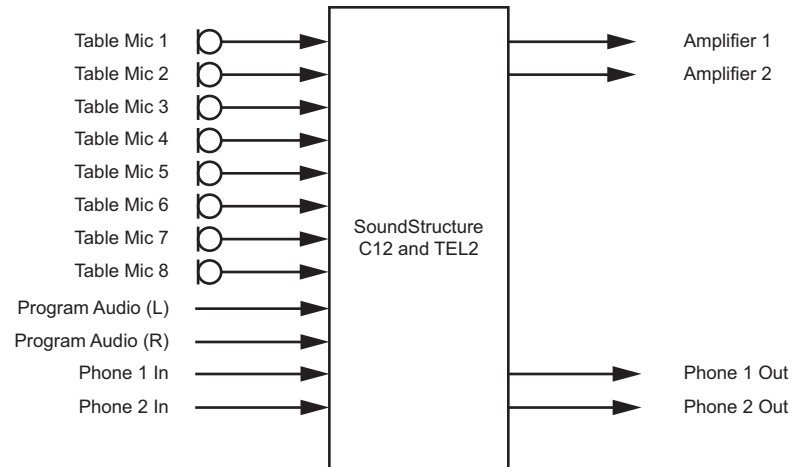 Table Mic 1
Table Mic 2
Table Mic 3
Table Mic 4
Table Mic 5
Table Mic 6
Table Mic 7
Table Mic 8
Program Audio (L)
Program Audio (R)
Phone 1 In
Phone 2 In
SoundStructure
C12 and TEL2
Amplifier 1
Amplifier 2
Phone 1 Out
Phone 2 Out